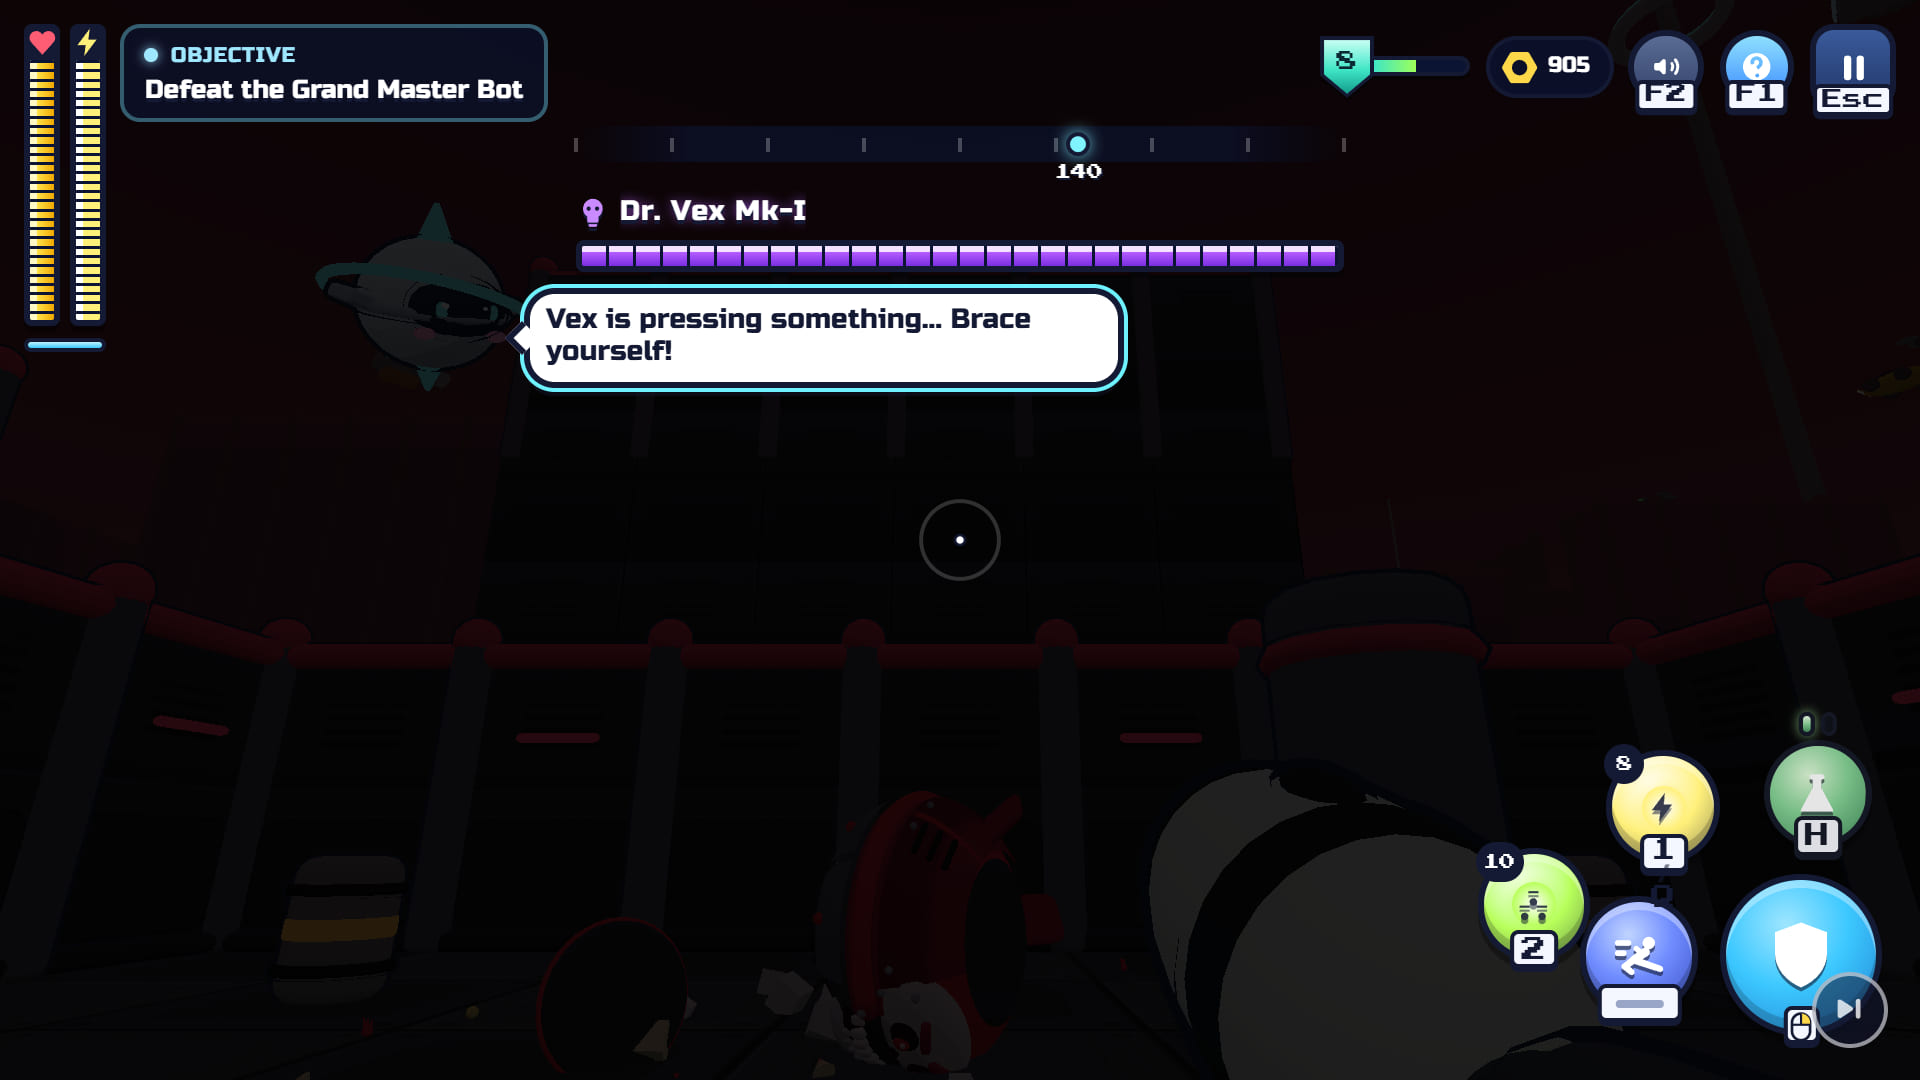 OBJECTIVE
Defeat the Grand Master Bot
8
905
F2
F1
Esc
140
Dr. Vex Mk-I
Vex is pressing something... Brace
yourself!
8
1
H
10
2